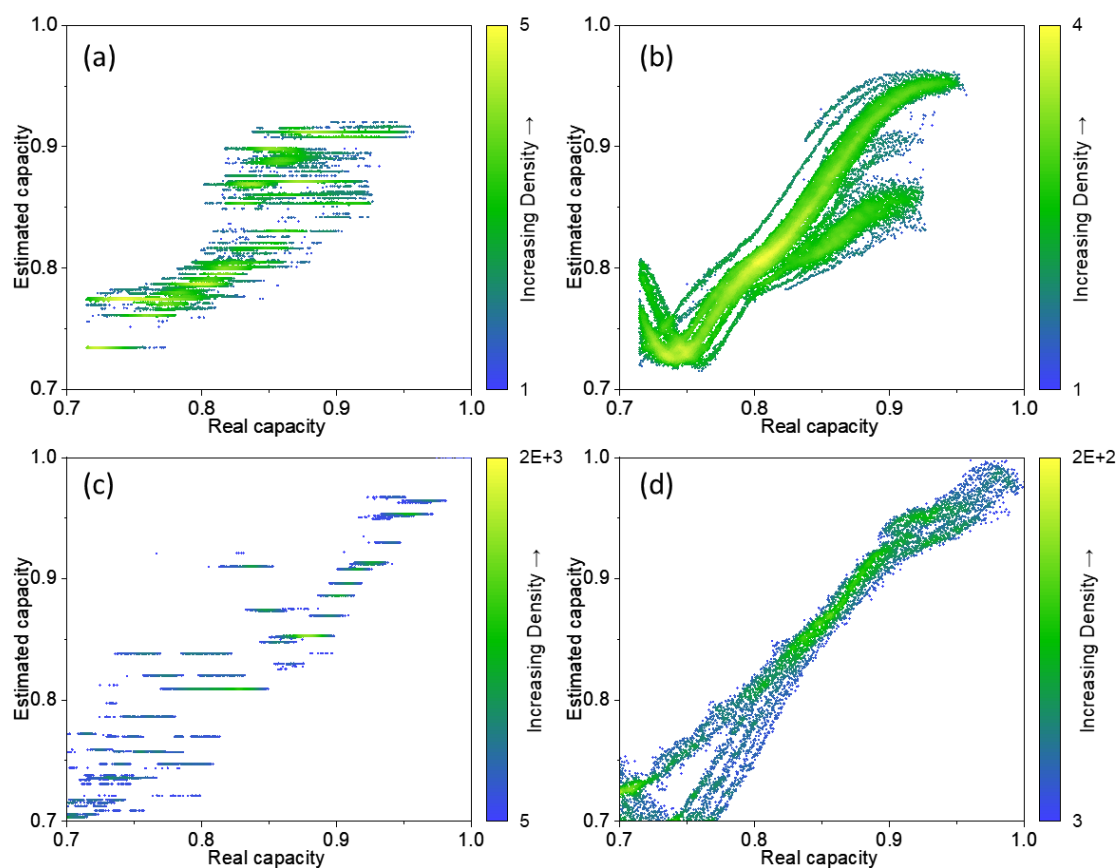 (a)
1.0
0.9
0.8
0.7
Estimated capacity
0.7 0.8 0.9 1.0
Real capacity
5
Increasing Density →
1
(b)
1.0
0.9
0.8
0.7
Estimated capacity
0.7 0.8 0.9 1.0
Real capacity
4
Increasing Density →
1
(c)
1.0
0.9
0.8
0.7
Estimated capacity
0.7 0.8 0.9 1.0
Real capacity
2E+3
Increasing Density →
5
(d)
1.0
0.9
0.8
0.7
Estimated capacity
0.7 0.8 0.9 1.0
Real capacity
2E+2
Increasing Density →
3